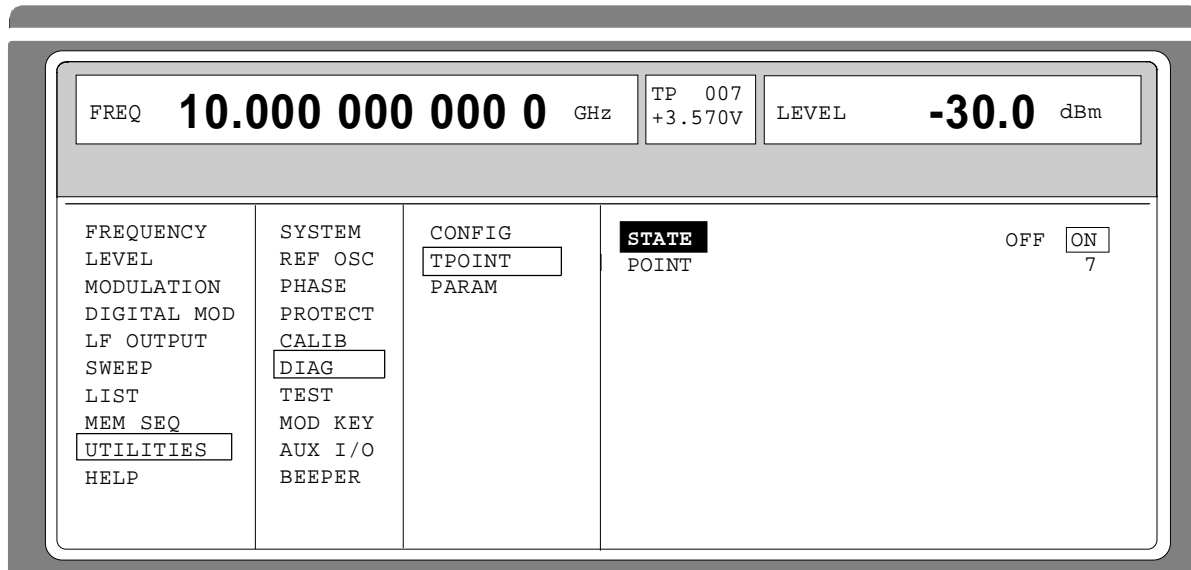 FREQ 10.000 000 000 0 GHz
TP 007
+3.570V
LEVEL -30.0 dBm
FREQUENCY
LEVEL
MODULATION
DIGITAL MOD
LF OUTPUT
SWEEP
LIST
MEM SEQ
UTILITIES
HELP
SYSTEM
REF OSC
PHASE
PROTECT
CALIB
DIAG
TEST
MOD KEY
AUX I/O
BEEPER
CONFIG
TPOINT
PARAM
STATE OFF ON
POINT 7